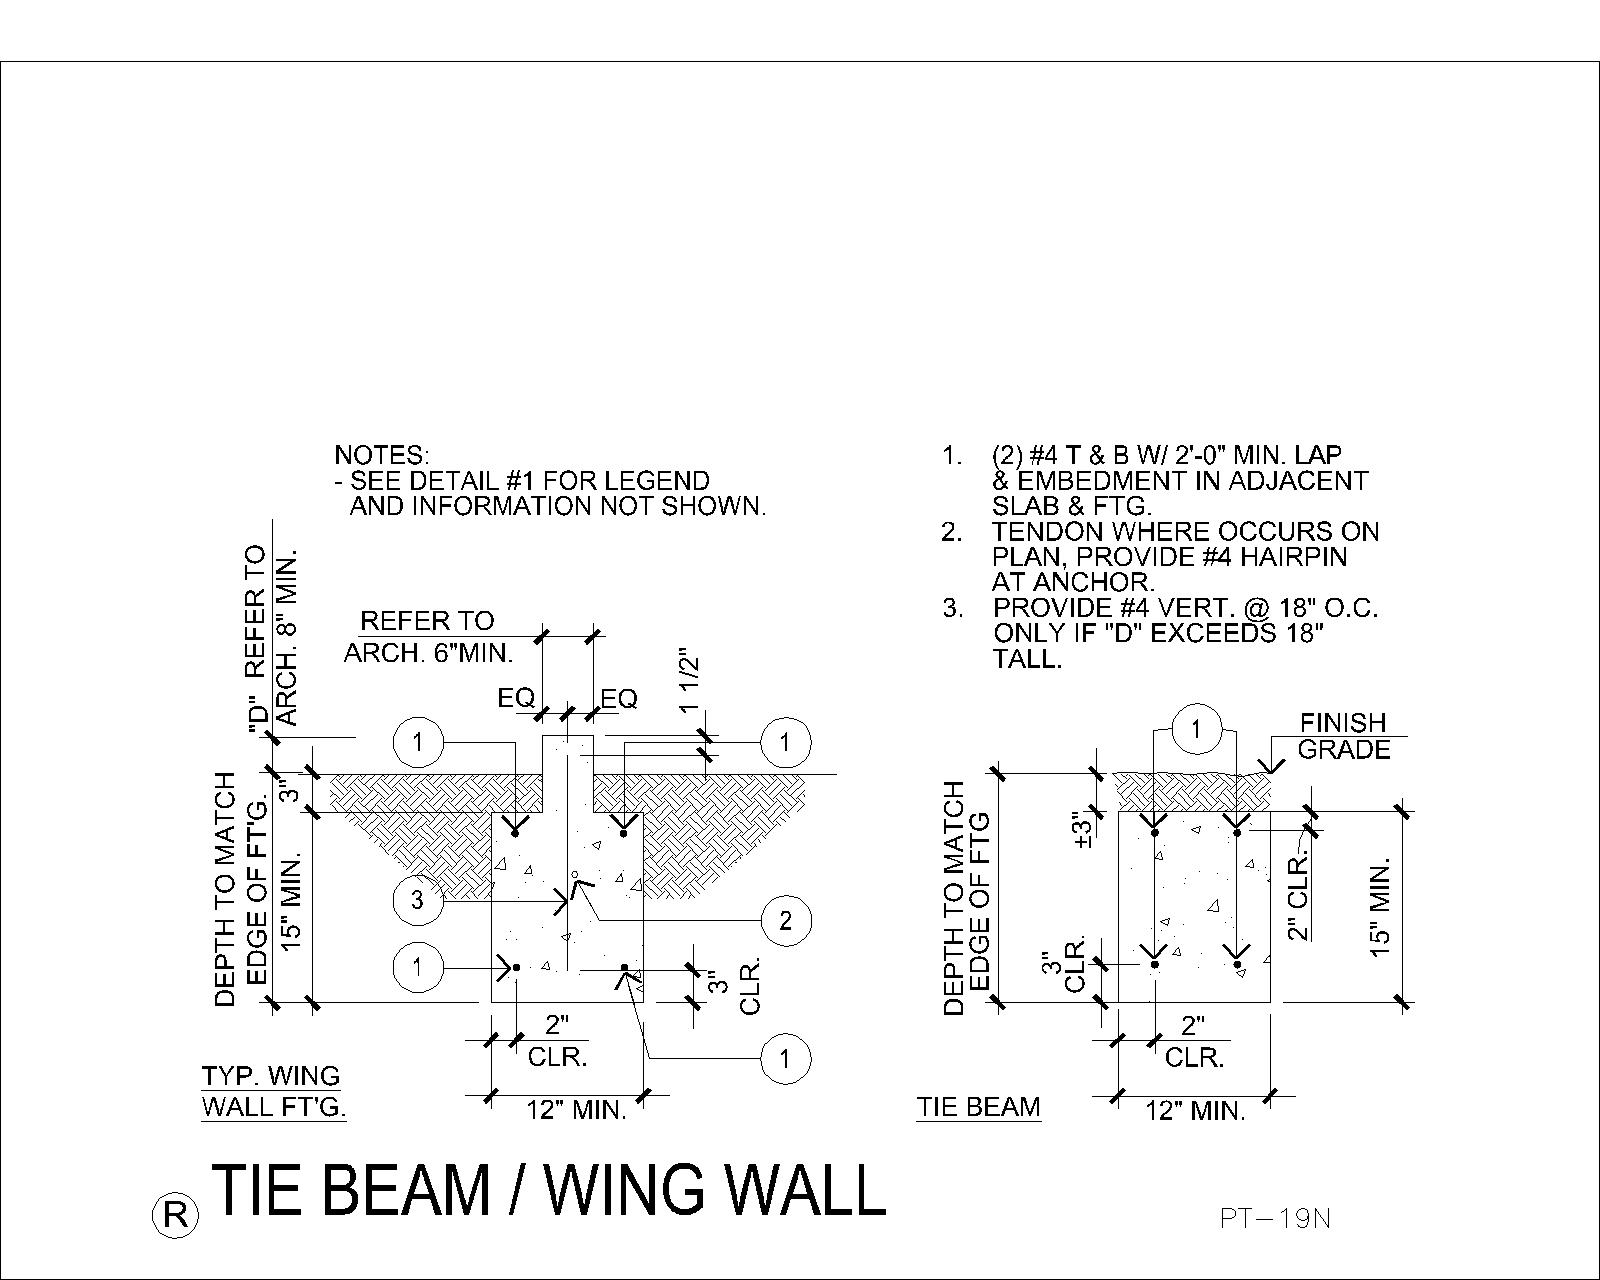 NOTES:
- SEE DETAIL #1 FOR LEGEND
AND INFORMATION NOT SHOWN.
1. (2) #4 T & B W/ 2'-0" MIN. LAP
& EMBEDMENT IN ADJACENT
SLAB & FTG.
2. TENDON WHERE OCCURS ON
PLAN, PROVIDE #4 HAIRPIN
AT ANCHOR.
3. PROVIDE #4 VERT. @ 18" O.C.
ONLY IF "D" EXCEEDS 18"
TALL.
"D" REFER TO
ARCH. 8" MIN.
REFER TO
ARCH. 6"MIN.
EQ
EQ
1 1/2"
1
1
3"
DEPTH TO MATCH
EDGE OF FT'G.
15" MIN.
3
2
1
3"
CLR.
2"
CLR.
1
12" MIN.
TYP. WING
WALL FT'G.
1
FINISH
GRADE
±3"
DEPTH TO MATCH
EDGE OF FTG
2" CLR.
15" MIN.
3"
CLR.
2"
CLR.
12" MIN.
TIE BEAM
R
TIE BEAM / WING WALL
PT-19N